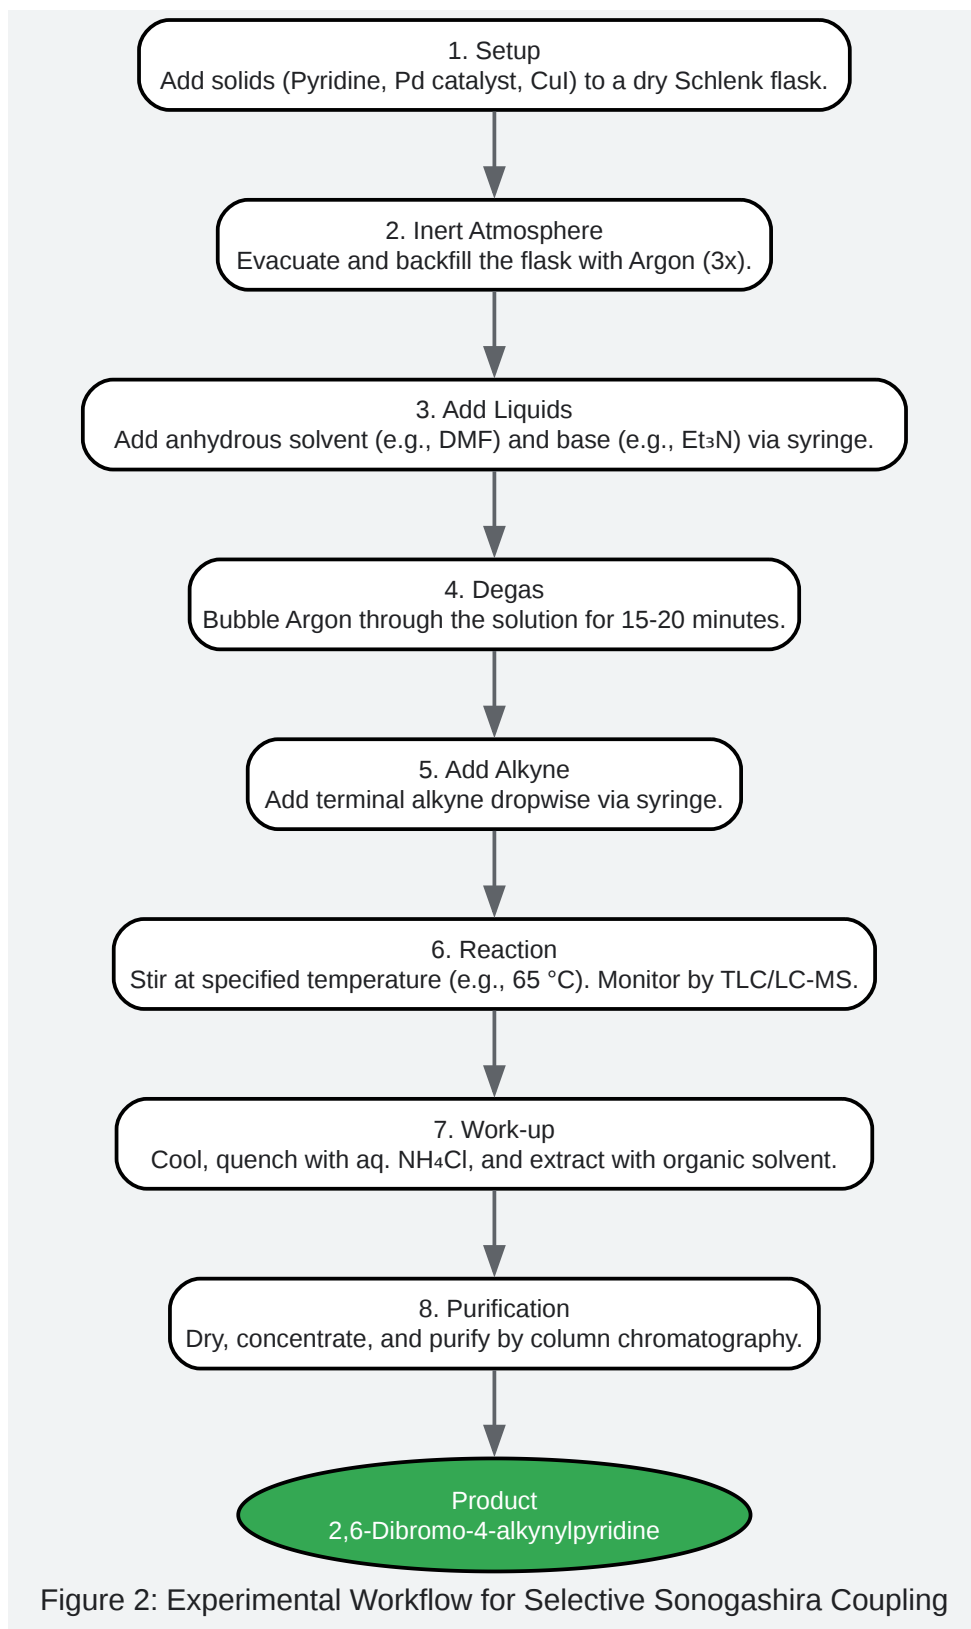 1. Setup
Add solids (Pyridine, Pd catalyst, CuI) to a dry Schlenk flask.
2. Inert Atmosphere
Evacuate and backfill the flask with Argon (3x).
3. Add Liquids
Add anhydrous solvent (e.g., DMF) and base (e.g., Et₃N) via syringe.
4. Degas
Bubble Argon through the solution for 15-20 minutes.
5. Add Alkyne
Add terminal alkyne dropwise via syringe.
6. Reaction
Stir at specified temperature (e.g., 65 °C). Monitor by TLC/LC-MS.
7. Work-up
Cool, quench with aq. NH₄Cl, and extract with organic solvent.
8. Purification
Dry, concentrate, and purify by column chromatography.
Product
2,6-Dibromo-4-alkynylpyridine
Figure 2: Experimental Workflow for Selective Sonogashira Coupling